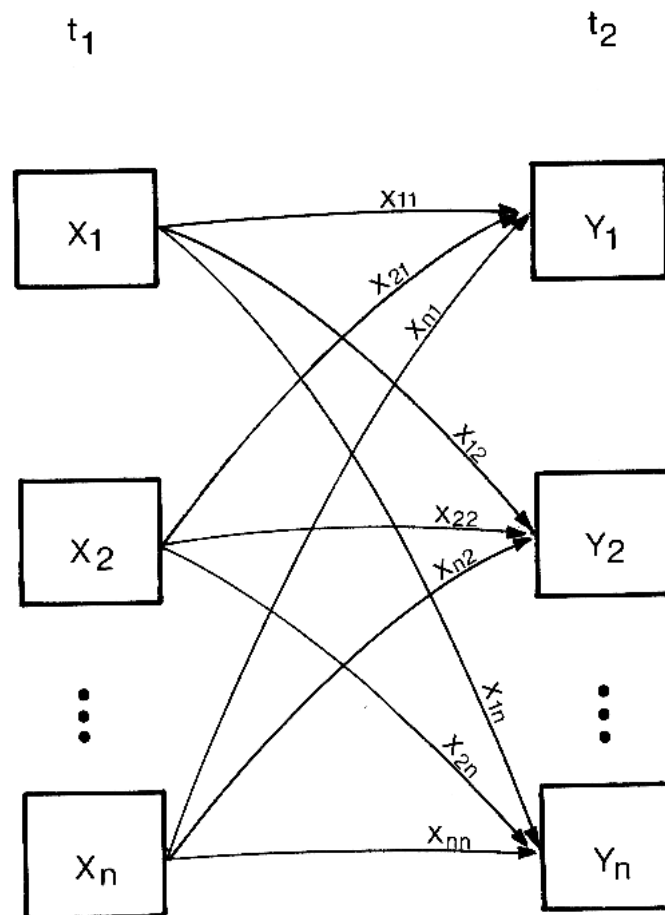 t₁ t₂
X₁ X₁₁ Y₁
X₂₁
Xₙ₁
X₁₂
X₂ X₂₂ Y₂
Xₙ₂
X₁ₙ
X₂ₙ
Xₙ Xₙₙ Yₙ